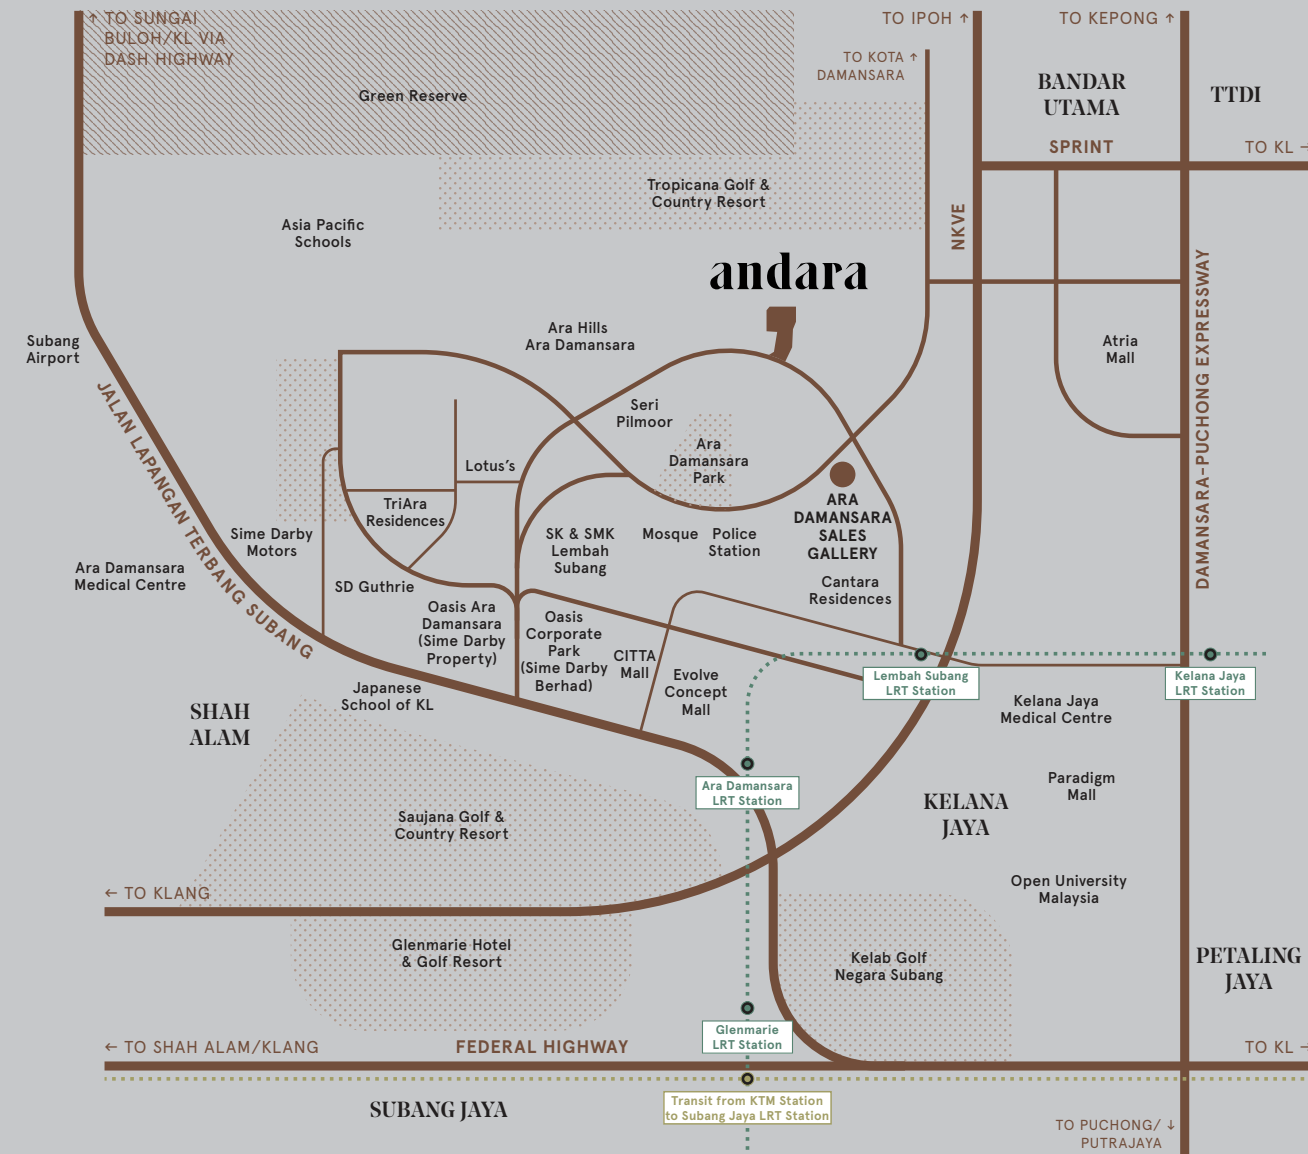 ↑ TO SUNGAI
BULOH/KL VIA
DASH HIGHWAY
TO IPOH ↑
TO KEPONG ↑
TO KOTA ↑
DAMANSARA
BANDAR
UTAMA
TTDI
Green Reserve
SPRINT
TO KL →
Tropicana Golf &
Country Resort
NKVE
Asia Pacific
Schools
andara
DAMANSARA–PUCHONG EXPRESSWAY
Subang
Airport
Ara Hills
Ara Damansara
Atria
Mall
JALAN LAPANGAN TERBANG SUBANG
Seri
Pilmoor
Ara
Damansara
Park
Lotus's
TriAra
Residences
ARA
DAMANSARA
SALES
GALLERY
Sime Darby
Motors
SK & SMK
Lembah
Subang
Mosque
Police
Station
Ara Damansara
Medical Centre
SD Guthrie
Cantara
Residences
Oasis Ara
Damansara
(Sime Darby
Property)
Oasis
Corporate
Park
(Sime Darby
Berhad)
CITTA
Mall
Evolve
Concept
Mall
Lembah Subang
LRT Station
Kelana Jaya
LRT Station
Japanese
School of KL
Kelana Jaya
Medical Centre
SHAH
ALAM
Ara Damansara
LRT Station
Paradigm
Mall
KELANA
JAYA
Saujana Golf &
Country Resort
← TO KLANG
Open University
Malaysia
Glenmarie Hotel
& Golf Resort
Kelab Golf
Negara Subang
PETALING
JAYA
Glenmarie
LRT Station
← TO SHAH ALAM/KLANG
FEDERAL HIGHWAY
TO KL →
SUBANG JAYA
Transit from KTM Station
to Subang Jaya LRT Station
TO PUCHONG/ ↓
PUTRAJAYA